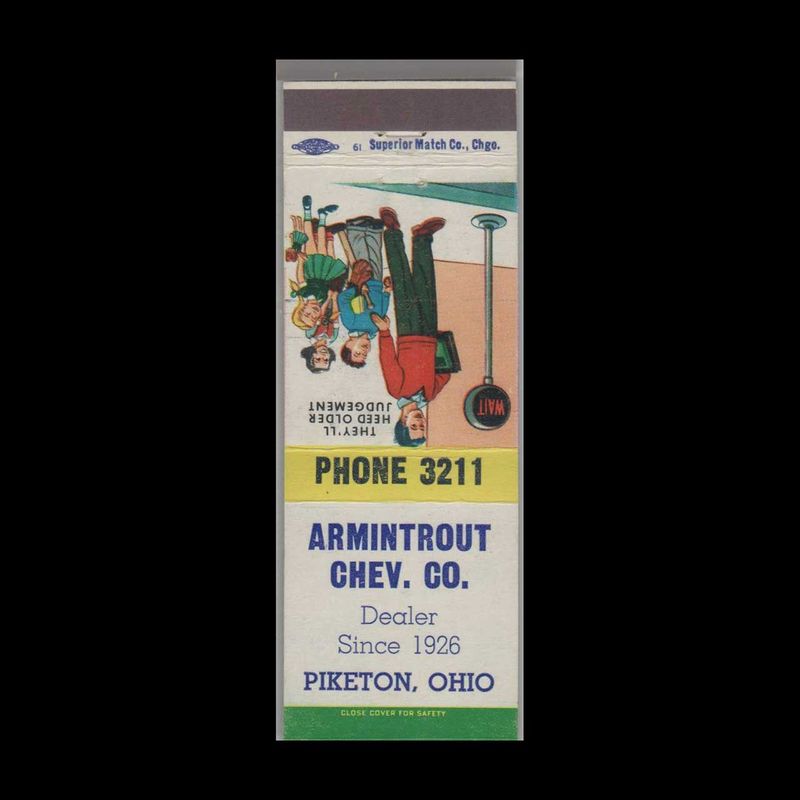 61 Superior Match Co., Chgo.
WAIT
THEY'LL
HEED OLDER
JUDGEMENT
PHONE 3211
ARMINTROUT
CHEV. CO.
Dealer
Since 1926
PIKETON, OHIO
CLOSE COVER FOR SAFETY